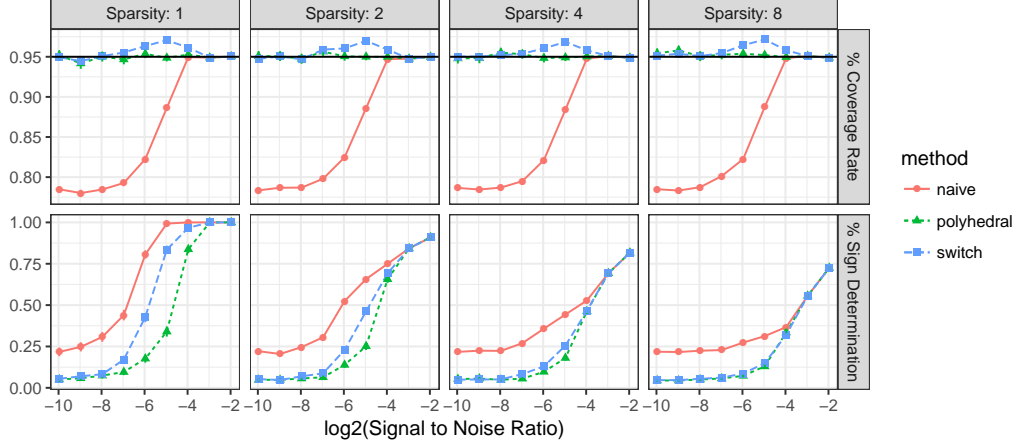 Sparsity: 1 Sparsity: 2 Sparsity: 4 Sparsity: 8
0.95
0.90
0.85
0.80
% Coverage Rate
1.00
0.75
0.50
0.25
0.00
% Sign Determination
−10 −8 −6 −4 −2 −10 −8 −6 −4 −2 −10 −8 −6 −4 −2 −10 −8 −6 −4 −2
log2(Signal to Noise Ratio)
method
naive
polyhedral
switch